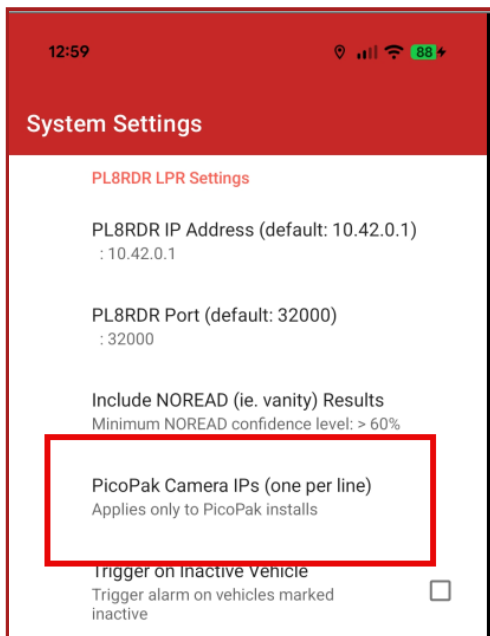 12:59
88
System Settings
PL8RDR LPR Settings
PL8RDR IP Address (default: 10.42.0.1)
: 10.42.0.1
PL8RDR Port (default: 32000)
: 32000
Include NOREAD (ie. vanity) Results
Minimum NOREAD confidence level: > 60%
PicoPak Camera IPs (one per line)
Applies only to PicoPak installs
Trigger on Inactive Vehicle
Trigger alarm on vehicles marked
inactive